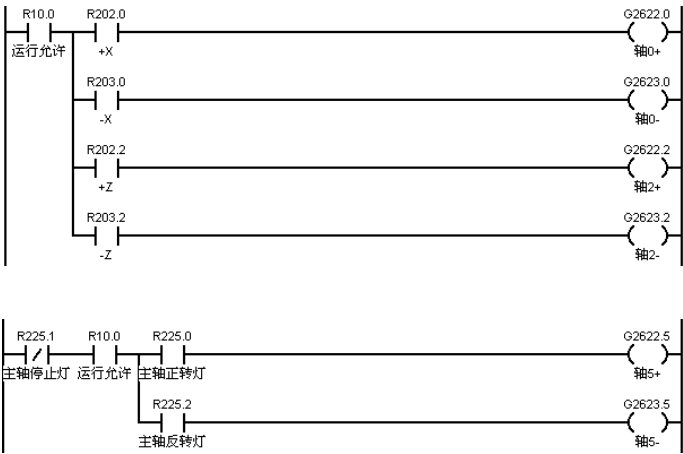 R10.0 R202.0 G2622.0
运行允许 +X 轴0+
R203.0 G2623.0
-X 轴0-
R202.2 G2622.2
+Z 轴2+
R203.2 G2623.2
-Z 轴2-
R225.1 R10.0 R225.0 G2622.5
主轴停止灯 运行允许 主轴正转灯 轴5+
R225.2 G2623.5
主轴反转灯 轴5-